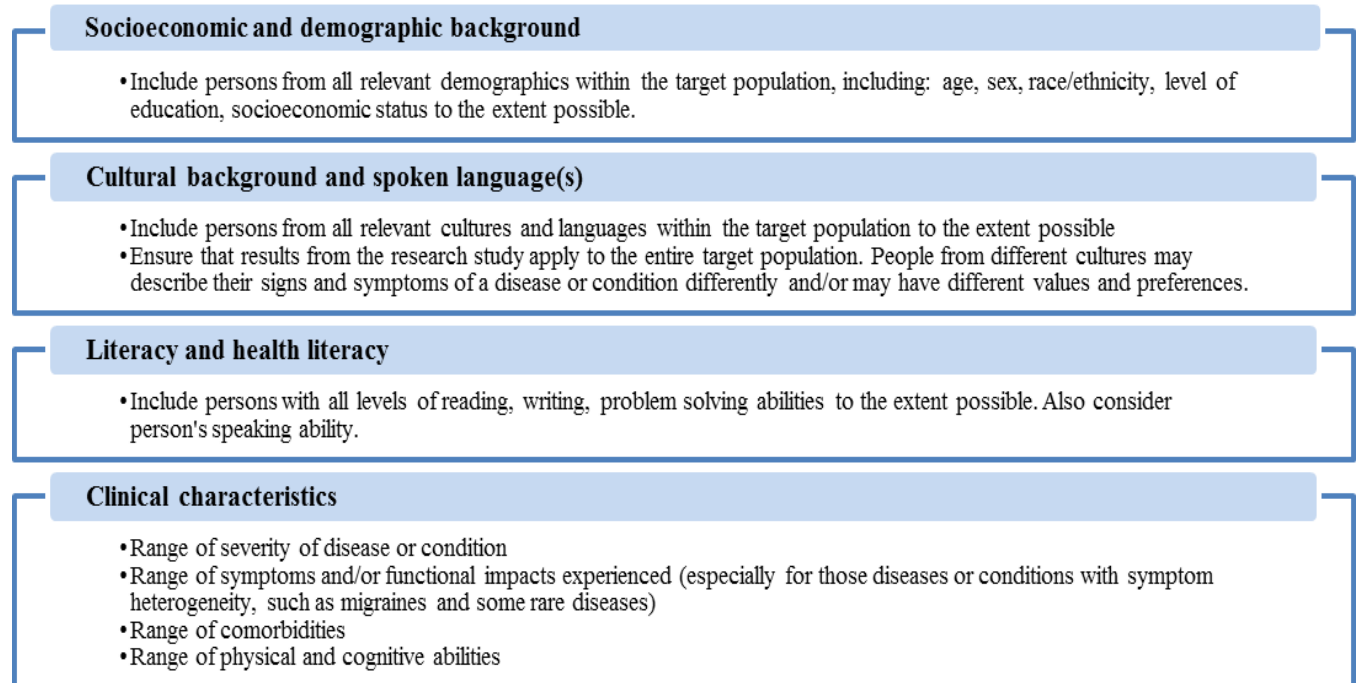 Socioeconomic and demographic background
•Include persons from all relevant demographics within the target population, including: age, sex, race/ethnicity, level of
education, socioeconomic status to the extent possible.
Cultural background and spoken language(s)
•Include persons from all relevant cultures and languages within the target population to the extent possible
•Ensure that results from the research study apply to the entire target population. People from different cultures may
describe their signs and symptoms of a disease or condition differently and/or may have different values and preferences.
Literacy and health literacy
•Include persons with all levels of reading, writing, problem solving abilities to the extent possible. Also consider
person's speaking ability.
Clinical characteristics
•Range of severity of disease or condition
•Range of symptoms and/or functional impacts experienced (especially for those diseases or conditions with symptom
heterogeneity, such as migraines and some rare diseases)
•Range of comorbidities
•Range of physical and cognitive abilities